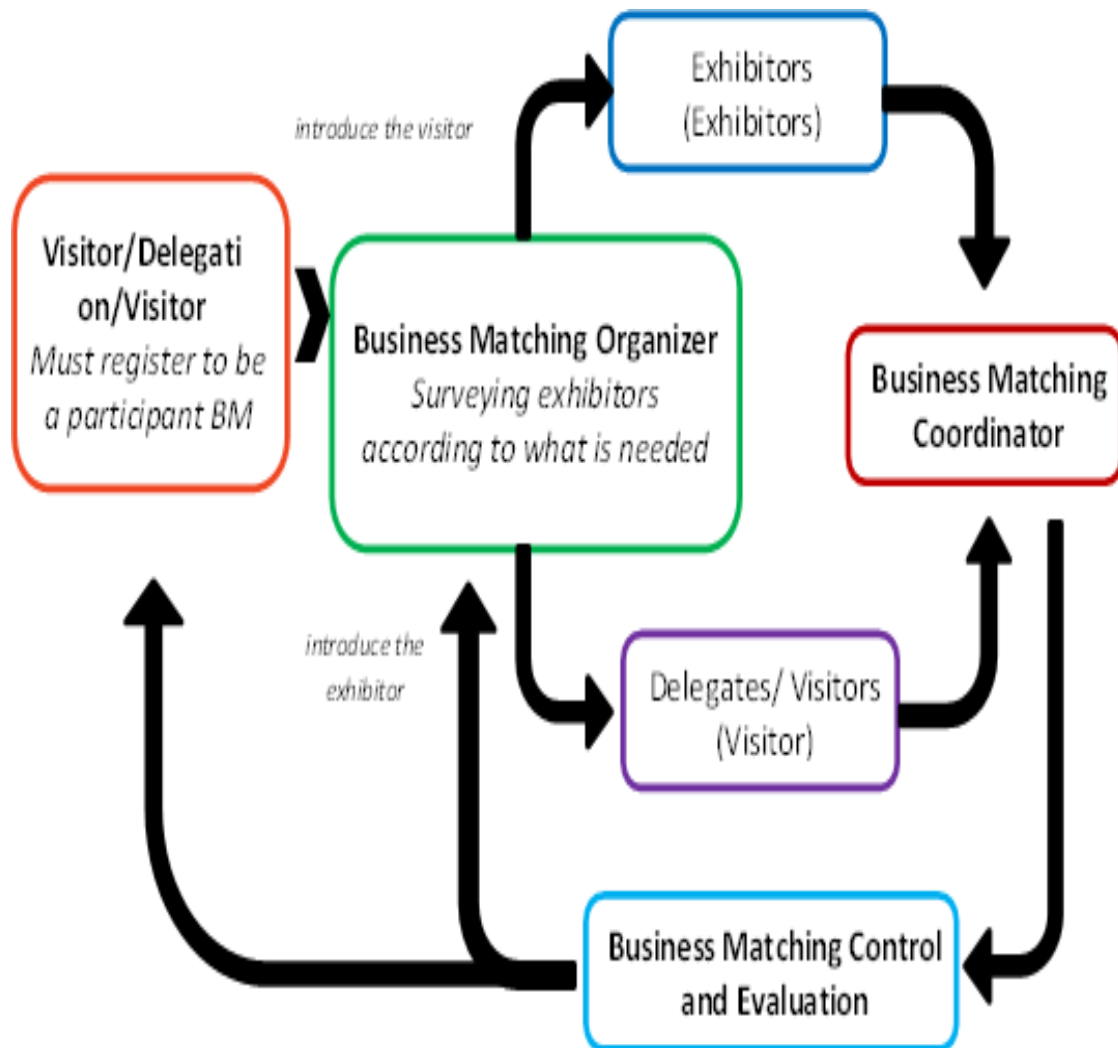 Exhibitors
(Exhibitors)
introduce the visitor
Visitor/Delegati
on/Visitor
Must register to be
a participant BM
Business Matching Organizer
Surveying exhibitors
according to what is needed
Business Matching
Coordinator
introduce the
exhibitor
Delegates/ Visitors
(Visitor)
Business Matching Control
and Evaluation